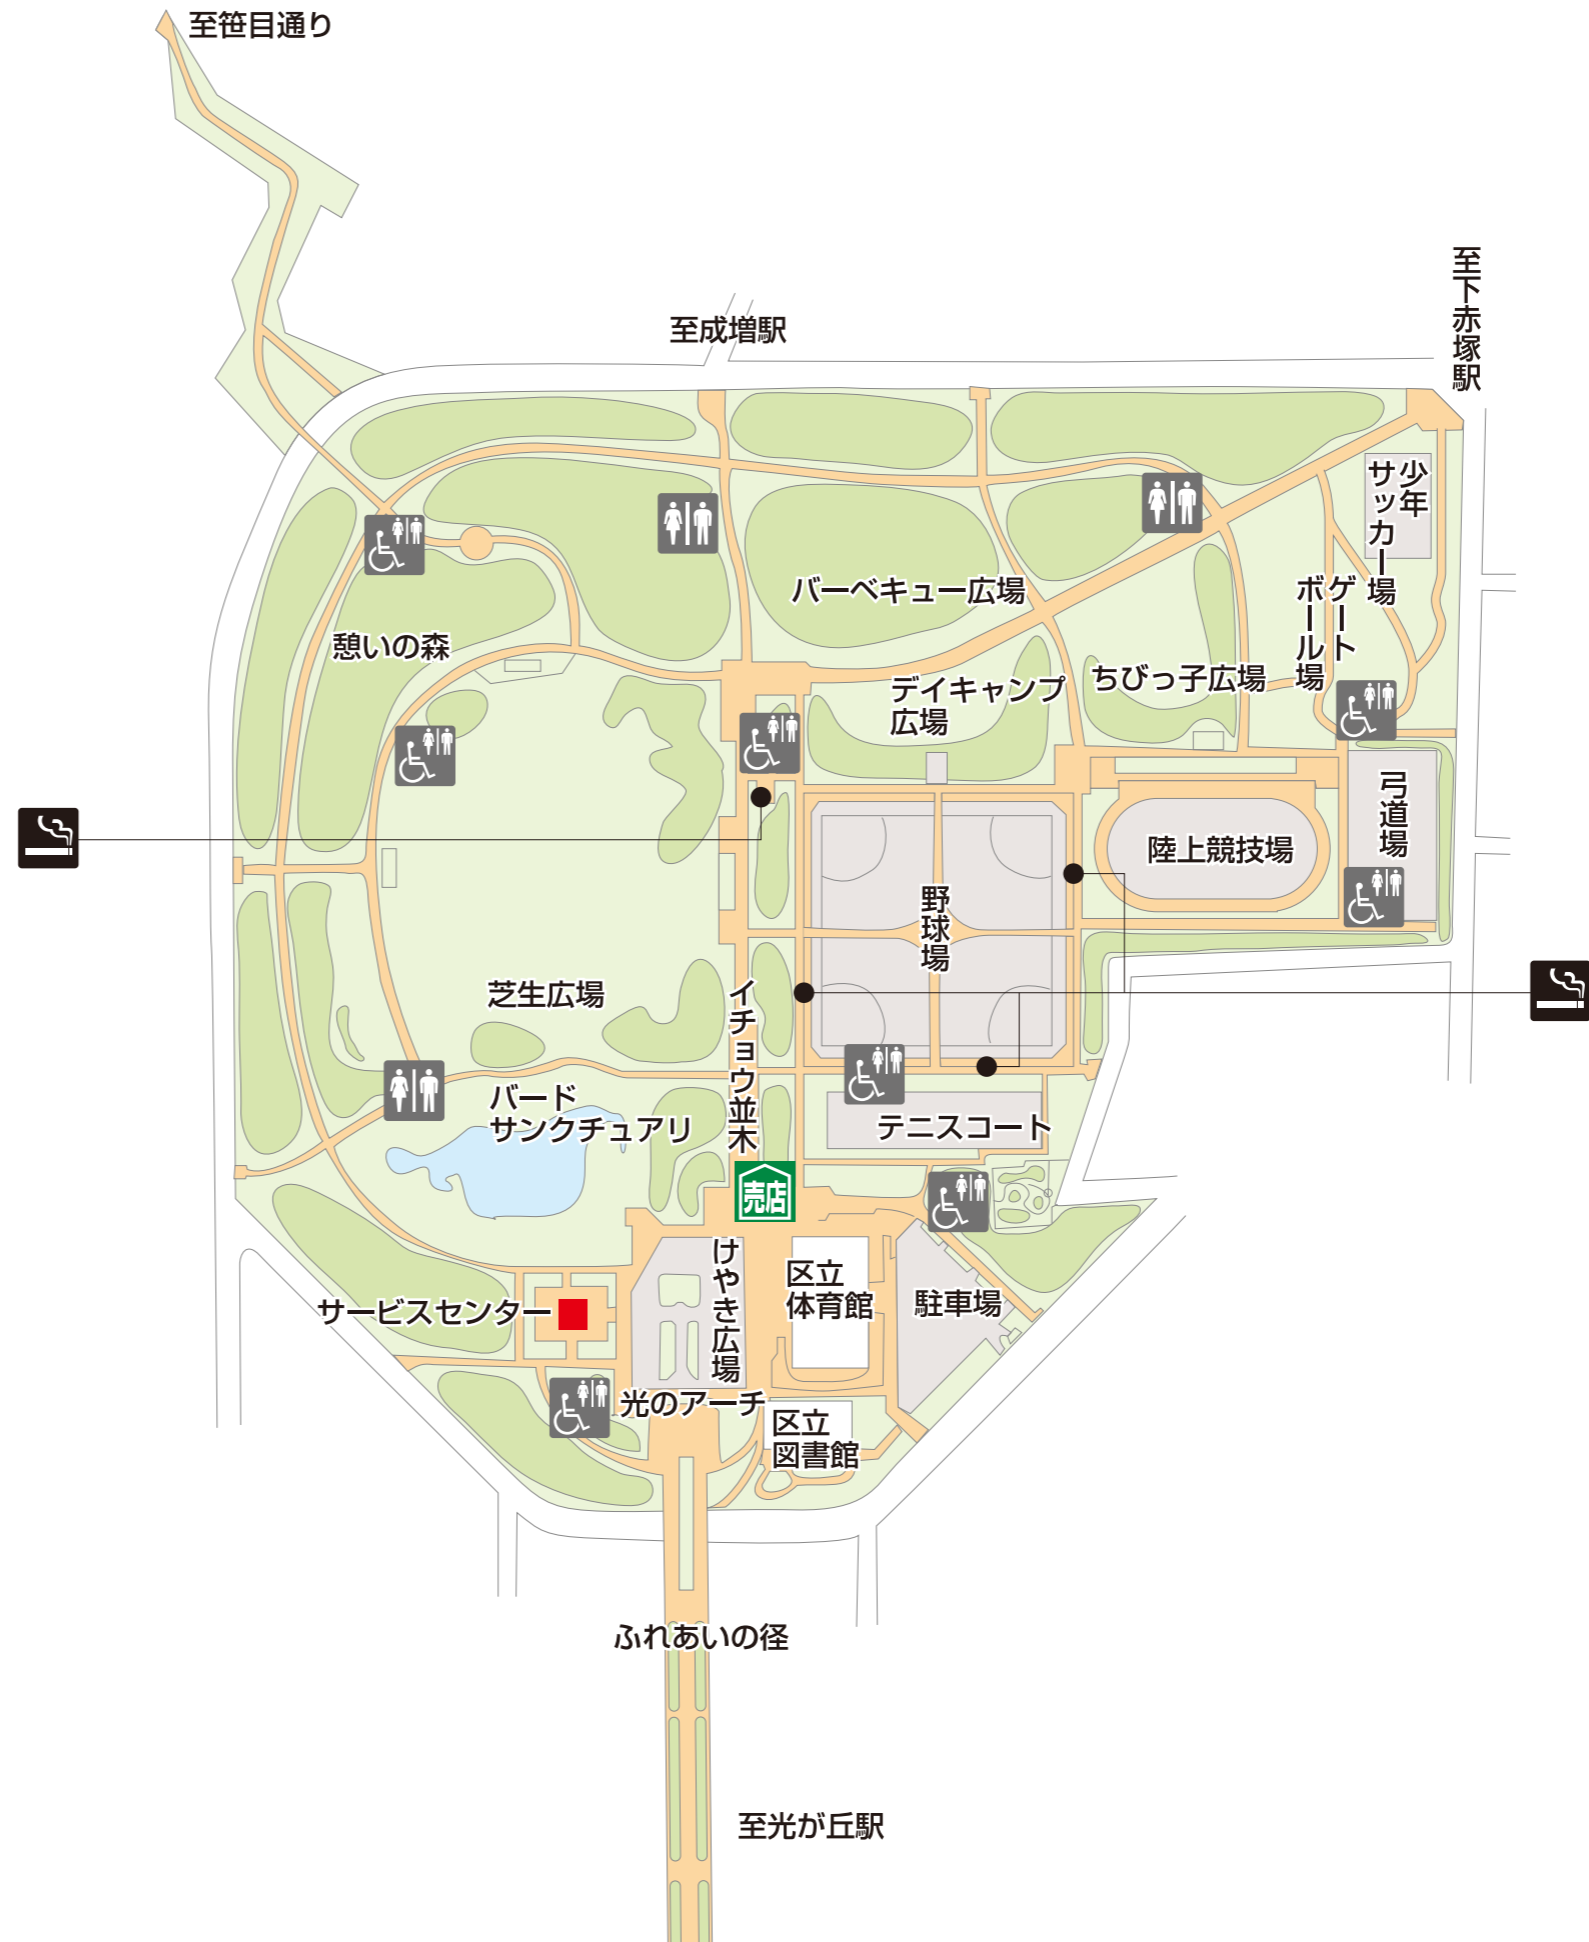 至笹目通り
至成増駅
至下赤塚駅
少年
サッカー場
ゲート
ボール場
バーベキュー広場
憩いの森
ちびっ子広場
デイキャンプ
広場
弓道場
陸上競技場
野球場
芝生広場
イチョウ並木
バード
サンクチュアリ
テニスコート
売店
けやき広場
区立
体育館
駐車場
サービスセンター
光のアーチ
区立
図書館
ふれあいの径
至光が丘駅